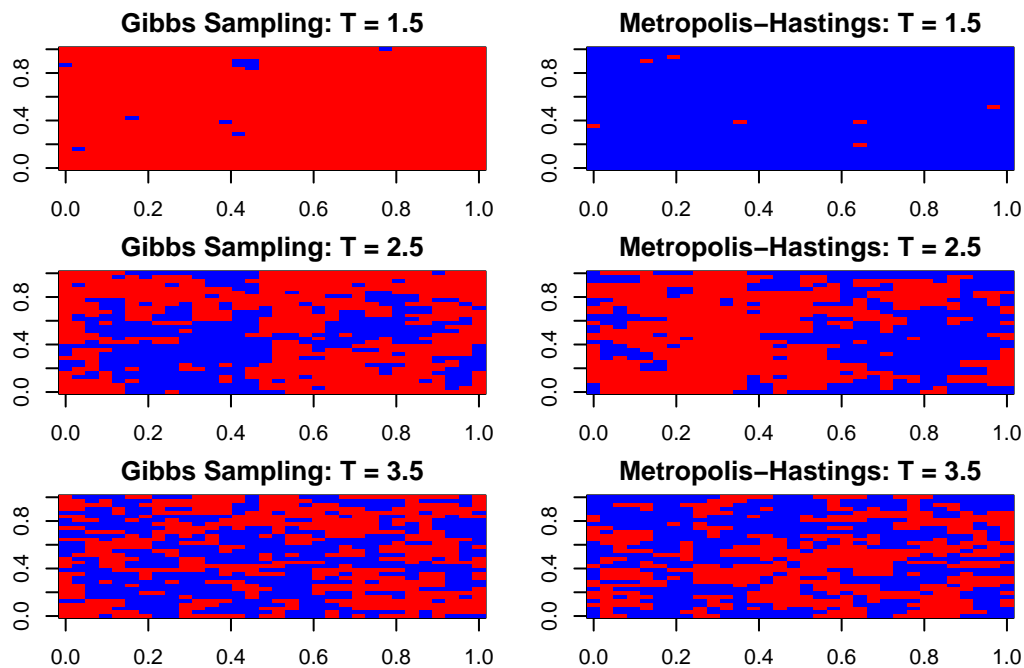 Gibbs Sampling: T = 1.5
0.0 0.4 0.8
0.0 0.2 0.4 0.6 0.8 1.0
Metropolis−Hastings: T = 1.5
0.0 0.4 0.8
0.0 0.2 0.4 0.6 0.8 1.0
Gibbs Sampling: T = 2.5
0.0 0.4 0.8
0.0 0.2 0.4 0.6 0.8 1.0
Metropolis−Hastings: T = 2.5
0.0 0.4 0.8
0.0 0.2 0.4 0.6 0.8 1.0
Gibbs Sampling: T = 3.5
0.0 0.4 0.8
0.0 0.2 0.4 0.6 0.8 1.0
Metropolis−Hastings: T = 3.5
0.0 0.4 0.8
0.0 0.2 0.4 0.6 0.8 1.0